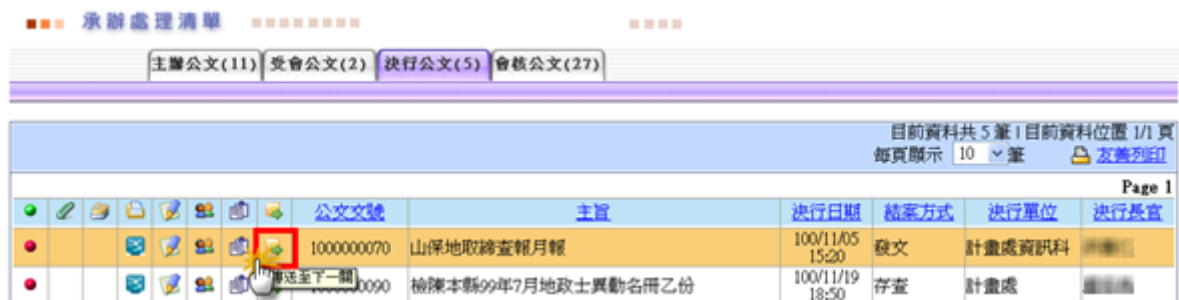 承辦處理清單
主辦公文(11) 受會公文(2) 決行公文(5) 會核公文(27)
目前資料共 5 筆 | 目前資料位置 1/1 頁
每頁顯示 10 筆 友善列印
Page 1
公文文號 主旨 決行日期 結案方式 決行單位 決行長官
1000000070 山保地取締查報月報 100/11/05 15:20 發文 計畫處資訊科
傳送至下一關
0090 檢陳本縣99年7月地政士異動名冊乙份 100/11/19 18:50 存查 計畫處